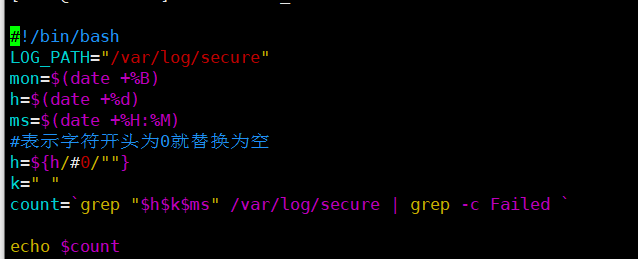 #!/bin/bash
LOG_PATH="/var/log/secure"
mon=$(date +%B)
h=$(date +%d)
ms=$(date +%H:%M)
#表示字符开头为0就替换为空
h=${h/#0/""}
k=" "
count=`grep "$h$k$ms" /var/log/secure | grep -c Failed `
echo $count